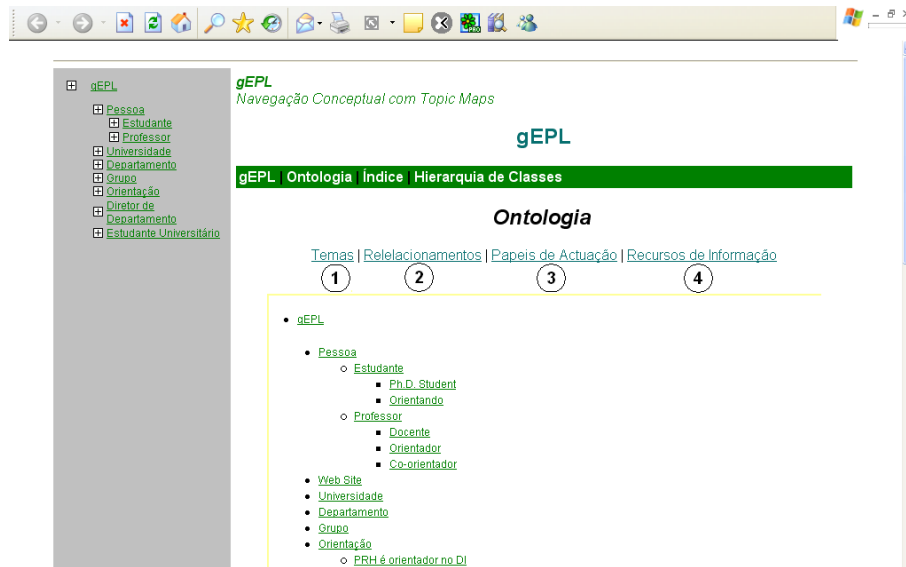 gEPL
Pessoa
Estudante
Professor
Universidade
Departamento
Grupo
Orientação
Diretor de
Departamento
Estudante Universitário
gEPL
Navegação Conceptual com Topic Maps
gEPL
gEPL | Ontologia | Índice | Hierarquia de Classes
Ontologia
Temas | Relelacionamentos | Papeis de Actuação | Recursos de Informação
1 2 3 4
gEPL
Pessoa
Estudante
Ph.D. Student
Orientando
Professor
Docente
Orientador
Co-orientador
Web Site
Universidade
Departamento
Grupo
Orientação
PRH é orientador no DI